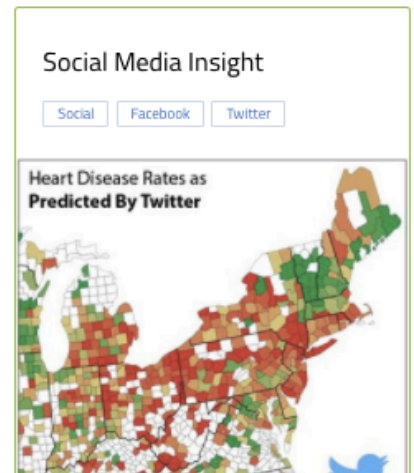 Social Media Insight
Social Facebook Twitter
Heart Disease Rates as
Predicted By Twitter